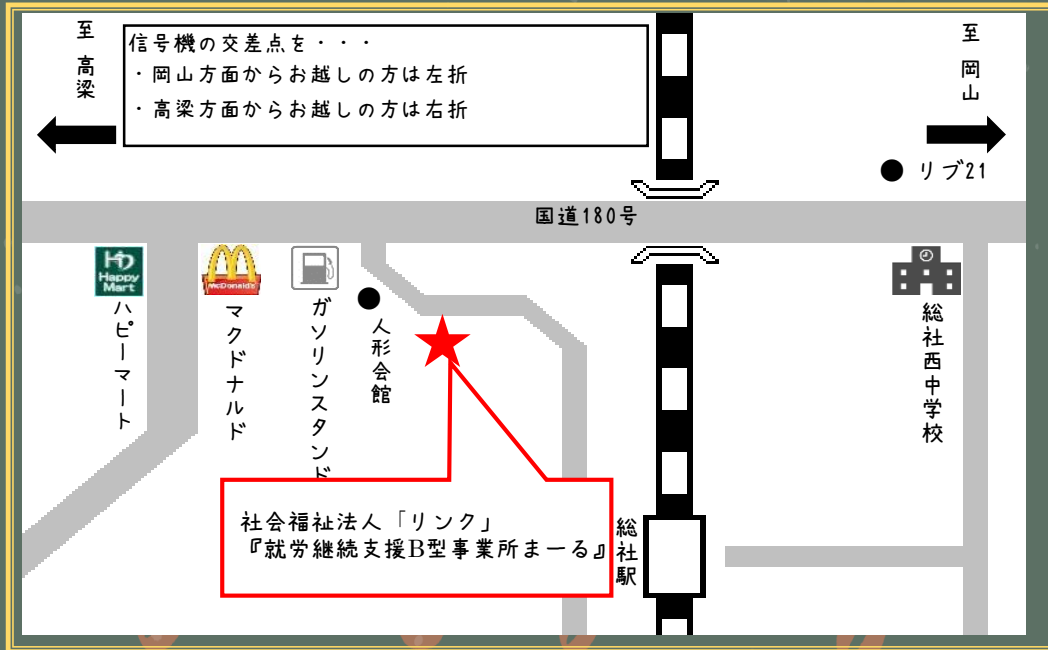 至 高梁
信号機の交差点を・・・
・岡山方面からお越しの方は左折
・高梁方面からお越しの方は右折
至 岡山
リブ21
国道180号
HD
Happy
Mart
ハピーマート
McDonald's
マクドナルド
ガソリンスタンド
人形会館
総社西中学校
社会福祉法人「リンク」
『就労継続支援B型事業所まーる』
総社駅